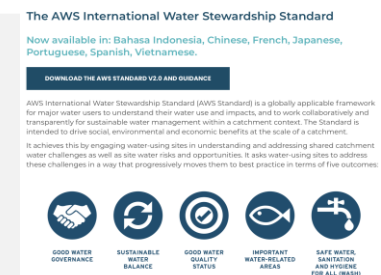 The AWS International Water Stewardship Standard
Now available in: Bahasa Indonesia, Chinese, French, Japanese,
Portuguese, Spanish, Vietnamese.
DOWNLOAD THE AWS STANDARD V2.0 AND GUIDANCE
AWS International Water Stewardship Standard (AWS Standard) is a globally applicable framework
for major water users to understand their water use and impacts, and to work collaboratively and
transparently for sustainable water management within a catchment context. The Standard is
intended to drive social, environmental and economic benefits at the scale of a catchment.
It achieves this by engaging water-using sites in understanding and addressing shared catchment
water challenges as well as site water risks and opportunities. It asks water-using sites to address
these challenges in a way that progressively moves them to best practice in terms of five outcomes:
GOOD WATER
GOVERNANCE
SUSTAINABLE
WATER
BALANCE
GOOD WATER
QUALITY
STATUS
IMPORTANT
WATER-RELATED
AREAS
SAFE WATER,
SANITATION
AND HYGIENE
FOR ALL (WASH)